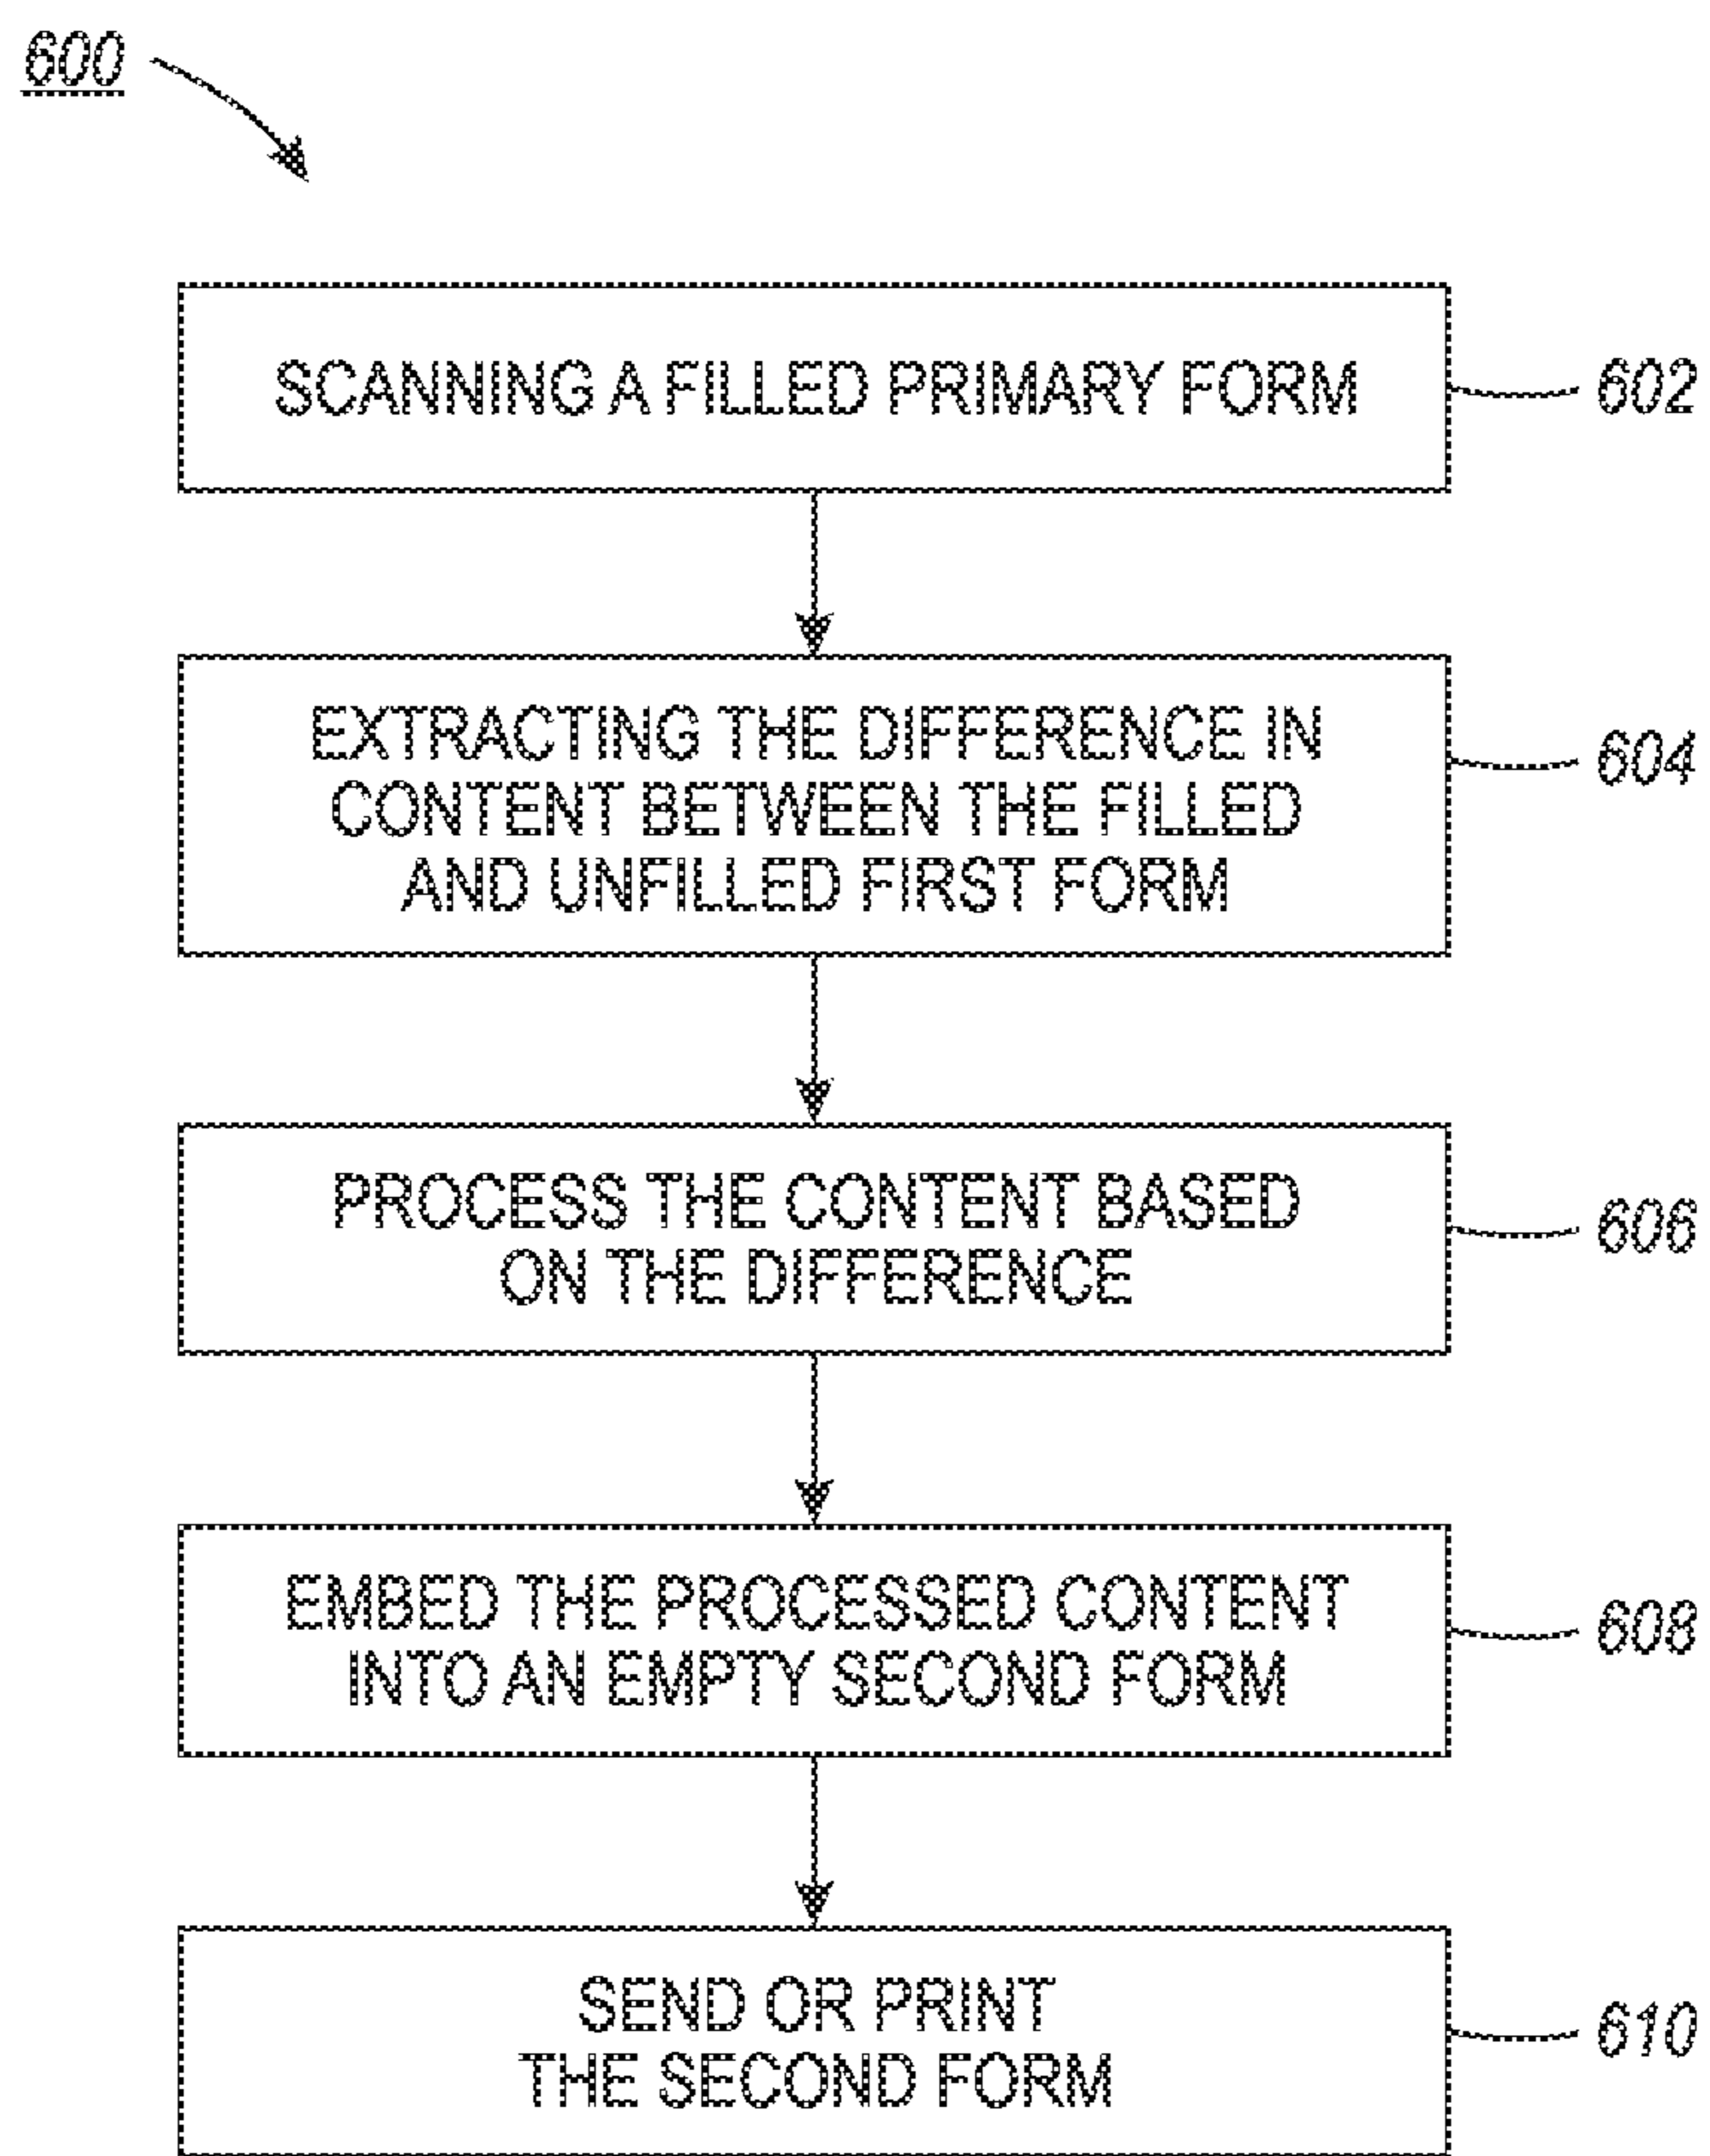 600
SCANNING A FILLED PRIMARY FORM
602
EXTRACTING THE DIFFERENCE IN
CONTENT BETWEEN THE FILLED
AND UNFILLED FIRST FORM
604
PROCESS THE CONTENT BASED
ON THE DIFFERENCE
606
EMBED THE PROCESSED CONTENT
INTO AN EMPTY SECOND FORM
608
SEND OR PRINT
THE SECOND FORM
610